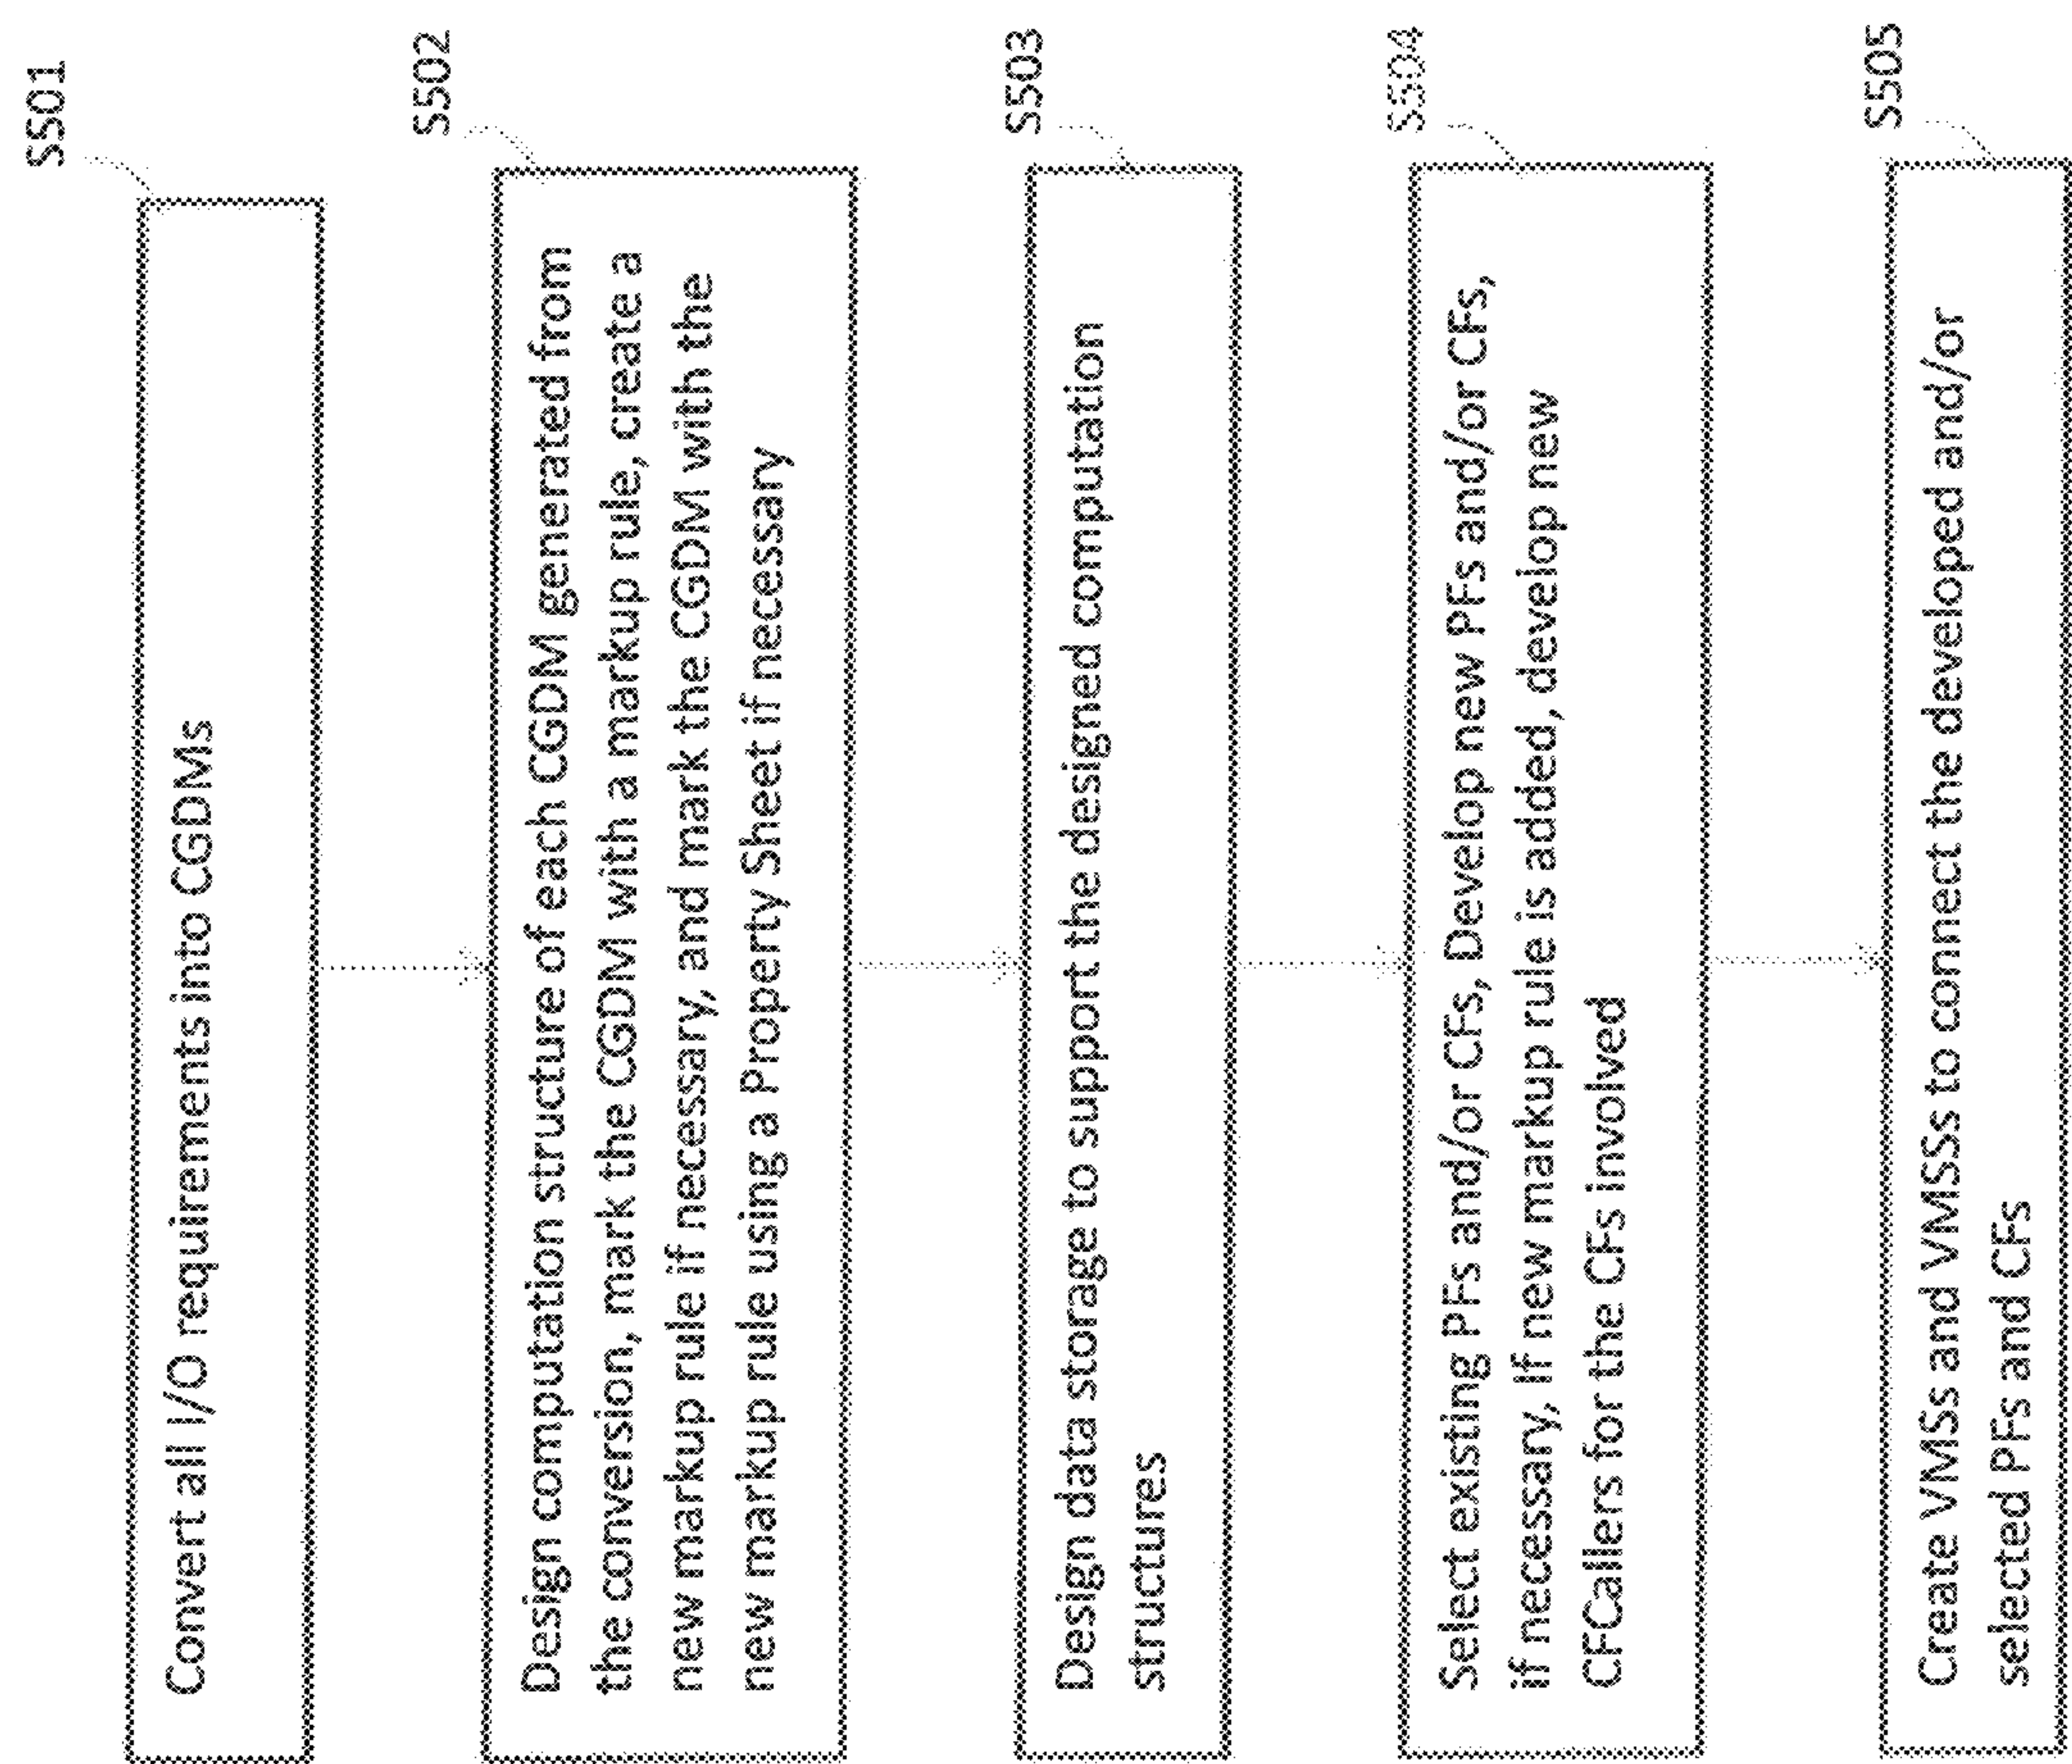 S501
Convert all I/O requirements into CGDMs
S502
Design computation structure of each CGDM generated from
the conversion, mark the CGDM with a markup rule, create a
new markup rule if necessary, and mark the CGDM with the
new markup rule using a Property Sheet if necessary
S503
Design data storage to support the designed computation
structures
S504
Select existing PFs and/or CFs, Develop new PFs and/or CFs,
if necessary, If new markup rule is added, develop new
CFCallers for the CFs involved
S505
Create VMSs and VMSSs to connect the developed and/or
selected PFs and CFs